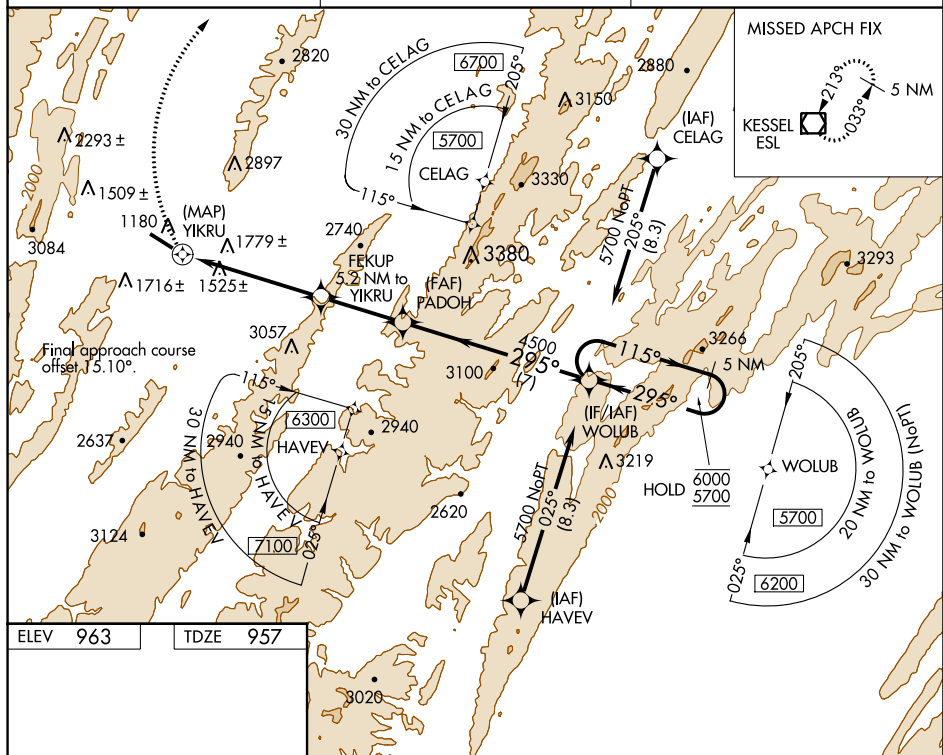 MISSED APCH FIX
213°
033°
5 NM
KESSEL
ESL
2820
30 NM to CELAG
6700
205°
15 NM to CELAG
5700
CELAG
115°
3150
2880
(IAF)
CELAG
5700 NoPT
205°
(8.3)
2293 ±
2000
1509 ±
2897
3330
1180
(MAP)
YIKRU
1779 ±
2740
3084
3380
3293
1716 ±
1525 ±
FEKUP
5.2 NM to
YIKRU
(FAF)
PADOH
3057
4500
295°
(7)
3100
3266
115°
5 NM
295°
(IF/IAF)
WOLUB
Final approach course
offset 15.10°.
115°
30 NM to HAVEV
15 NM to HAVEV
6300
HAVEV
2940
2940
7100
025°
2637
3124
2620
3219
HOLD
6000
5700
2000
205°
WOLUB
20 NM to WOLUB
30 NM to WOLUB (NoPT)
5700
025°
6200
5700 NoPT
025°
(8.3)
(IAF)
HAVEV
ELEV 963
TDZE 957
3020